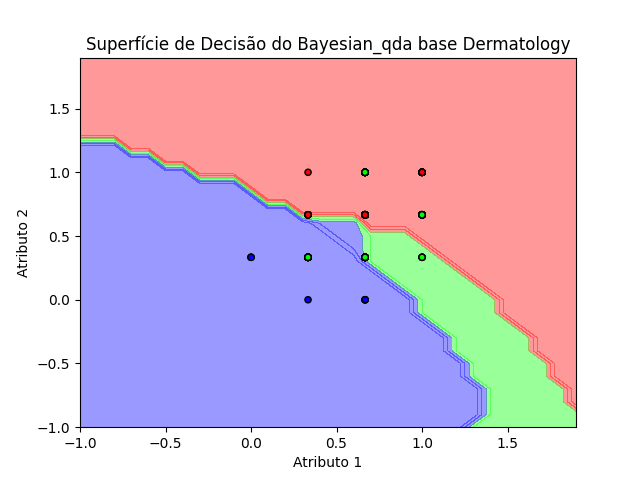 Superfície de Decisão do Bayesian_qda base Dermatology
1.5
1.0
0.5
0.0
−0.5
−1.0
Atributo 2
−1.0 −0.5 0.0 0.5 1.0 1.5
Atributo 1